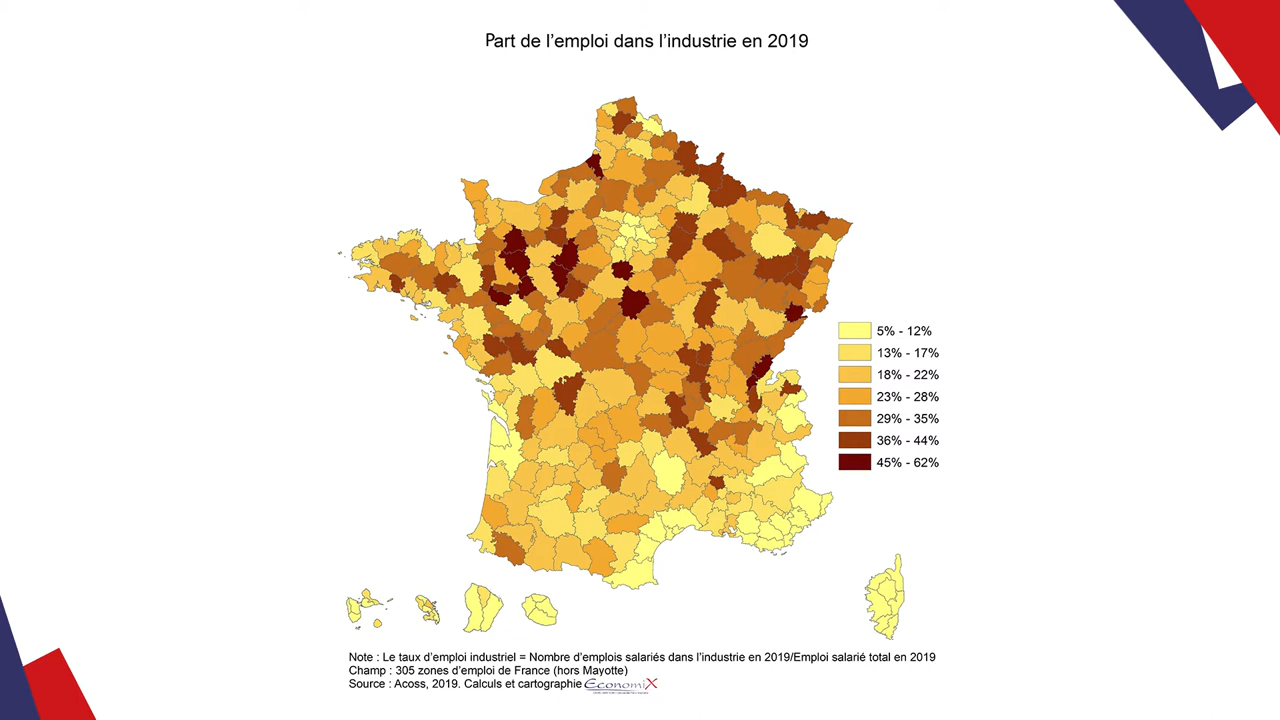 Part de l’emploi dans l’industrie en 2019
5% - 12%
13% - 17%
18% - 22%
23% - 28%
29% - 35%
36% - 44%
45% - 62%
Note : Le taux d’emploi industriel = Nombre d’emplois salariés dans l’industrie en 2019/Emploi salarié total en 2019
Champ : 305 zones d’emploi de France (hors Mayotte)
Source : Acoss, 2019. Calculs et cartographie EconomiX